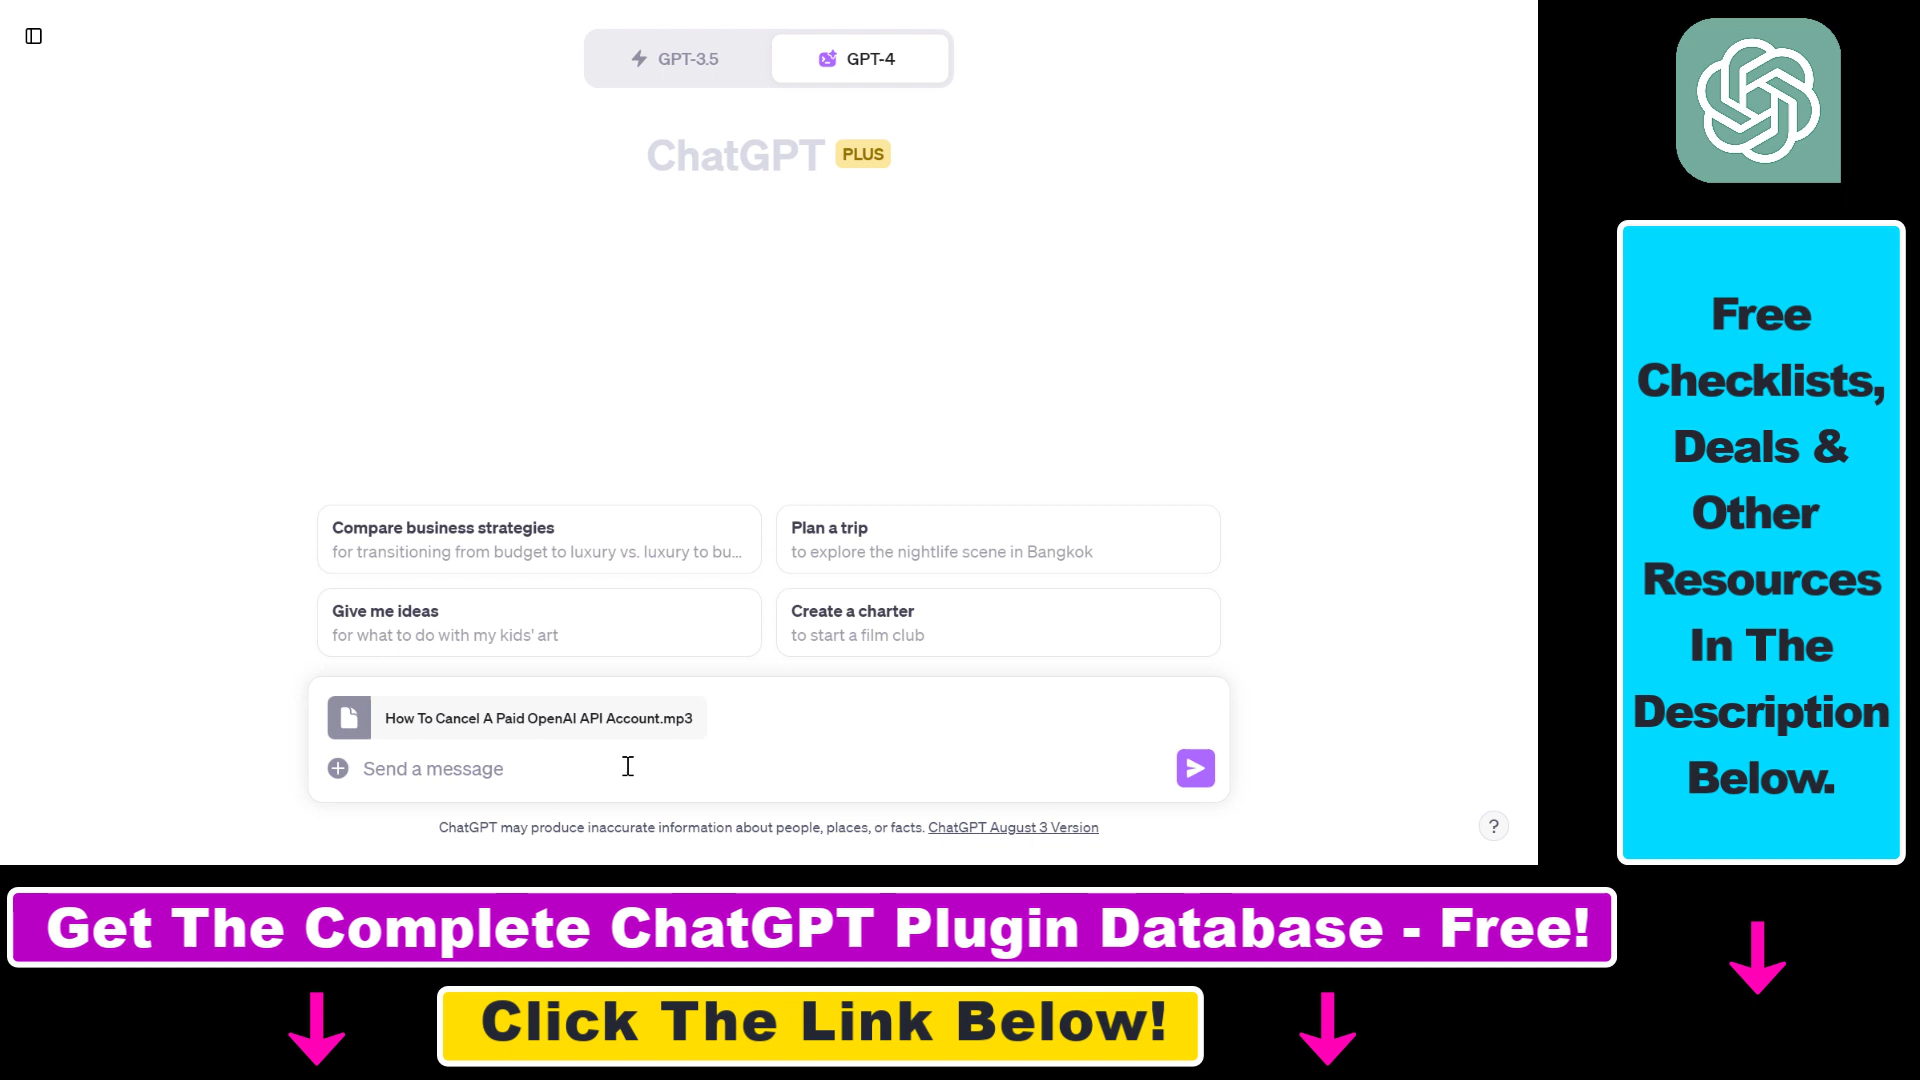 GPT-3.5
GPT-4
ChatGPT PLUS
Compare business strategies
for transitioning from budget to luxury vs. luxury to bu...
Plan a trip
to explore the nightlife scene in Bangkok
Give me ideas
for what to do with my kids' art
Create a charter
to start a film club
How To Cancel A Paid OpenAI API Account.mp3
Send a message
ChatGPT may produce inaccurate information about people, places, or facts. ChatGPT August 3 Version
?
Free
Checklists,
Deals &
Other
Resources
In The
Description
Below.
Get The Complete ChatGPT Plugin Database - Free!
Click The Link Below!